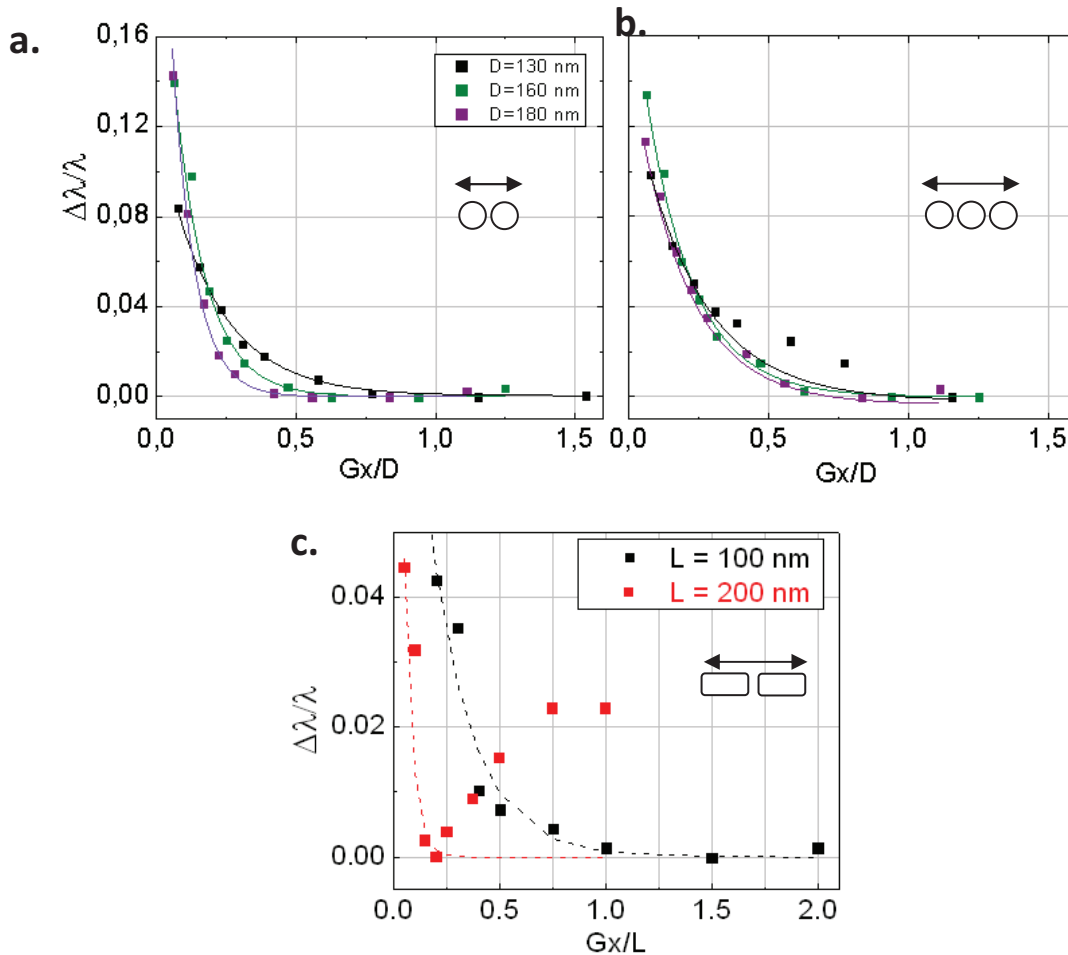 a.
0,16
0,12
0,08
0,04
0,00
Δλ/λ
D=130 nm
D=160 nm
D=180 nm
0,0 0,5 1,0 1,5
Gx/D
b.
0,0 0,5 1,0 1,5
Gx/D
c.
0.04
0.02
0.00
Δλ/λ
L = 100 nm
L = 200 nm
0.0 0.5 1.0 1.5 2.0
Gx/L